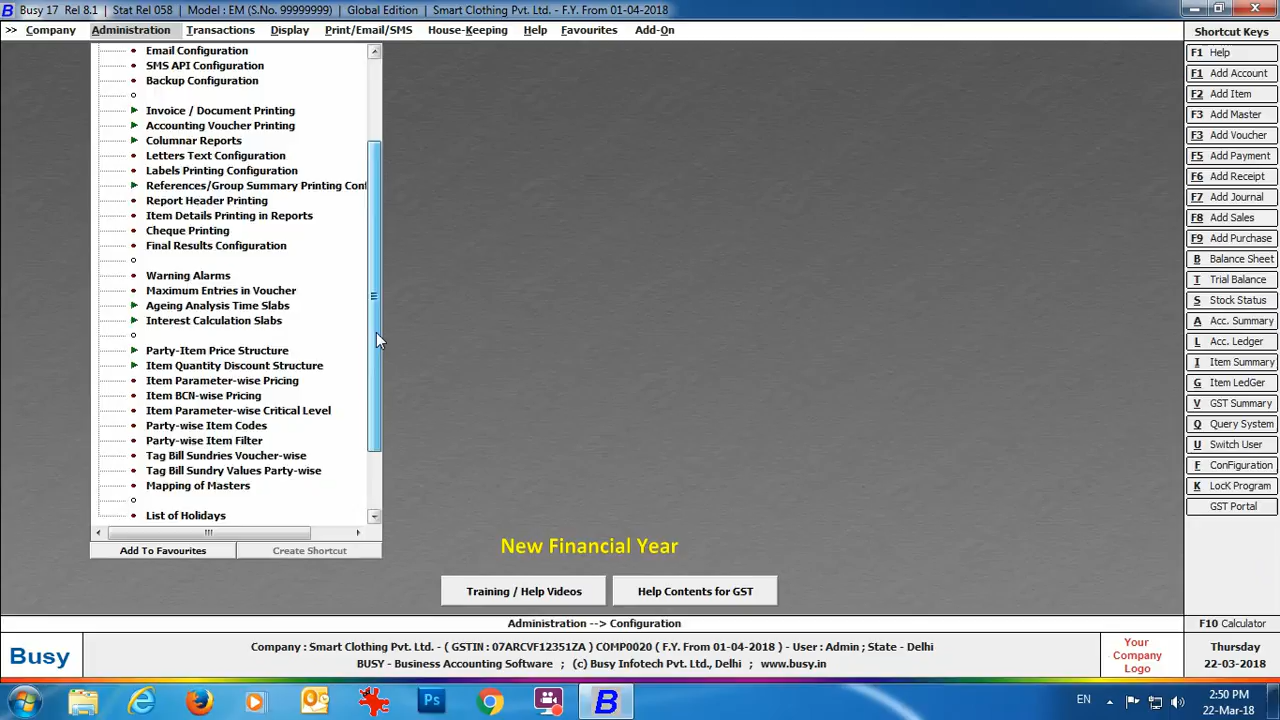 Busy 17 Rel 8.1 | Stat Rel 058 | Model : EM (S.No. 99999999) | Global Edition | Smart Clothing Pvt. Ltd. - F.Y. From 01-04-2018
>> Company Administration Transactions Display Print/Email/SMS House-Keeping Help Favourites Add-On
Email Configuration
SMS API Configuration
Backup Configuration
Invoice / Document Printing
Accounting Voucher Printing
Columnar Reports
Letters Text Configuration
Labels Printing Configuration
References/Group Summary Printing Con
Report Header Printing
Item Details Printing in Reports
Cheque Printing
Final Results Configuration
Warning Alarms
Maximum Entries in Voucher
Ageing Analysis Time Slabs
Interest Calculation Slabs
Party-Item Price Structure
Item Quantity Discount Structure
Item Parameter-wise Pricing
Item BCN-wise Pricing
Item Parameter-wise Critical Level
Party-wise Item Codes
Party-wise Item Filter
Tag Bill Sundries Voucher-wise
Tag Bill Sundry Values Party-wise
Mapping of Masters
List of Holidays
Add To Favourites Create Shortcut
New Financial Year
Training / Help Videos Help Contents for GST
Shortcut Keys
F1 Help
F1 Add Account
F2 Add Item
F3 Add Master
F3 Add Voucher
F5 Add Payment
F6 Add Receipt
F7 Add Journal
F8 Add Sales
F9 Add Purchase
B Balance Sheet
T Trial Balance
S Stock Status
A Acc. Summary
L Acc. Ledger
I Item Summary
G Item LedGer
V GST Summary
Q Query System
U Switch User
F ConFiguration
K LocK Program
GST Portal
Administration --> Configuration
F10 Calculator
Busy
Company : Smart Clothing Pvt. Ltd. - ( GSTIN : 07ARCVF12351ZA ) COMP0020 ( F.Y. From 01-04-2018 ) - User : Admin ; State - Delhi
BUSY - Business Accounting Software ; (c) Busy Infotech Pvt. Ltd., Delhi ; www.busy.in
Your
Company
Logo
Thursday
22-03-2018
Ps
B
EN
2:50 PM
22-Mar-18